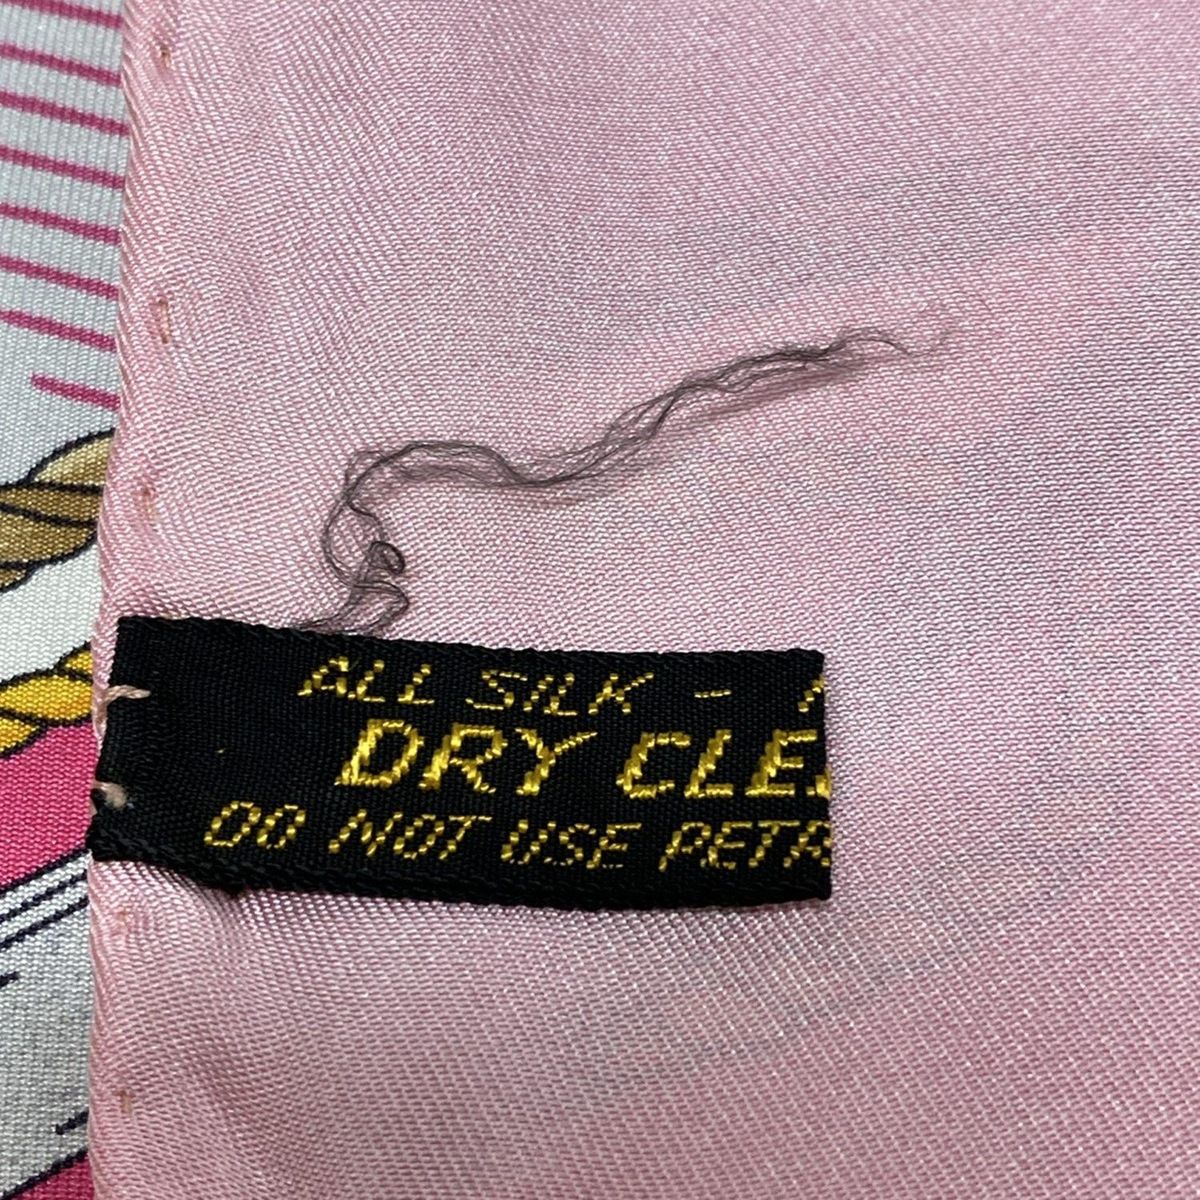 ALL SILK -
DRY CLE
DO NOT USE PETR